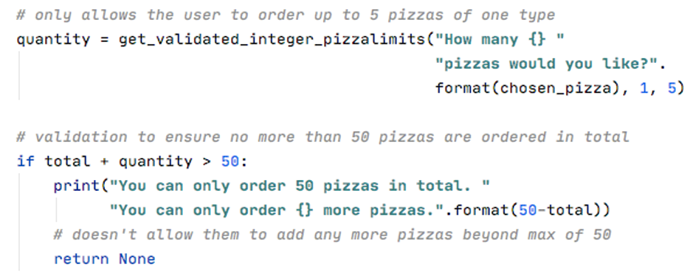 # only allows the user to order up to 5 pizzas of one type
quantity = get_validated_integer_pizzalimits("How many {} "
"pizzas would you like?".
format(chosen_pizza), 1, 5)
# validation to ensure no more than 50 pizzas are ordered in total
if total + quantity > 50:
print("You can only order 50 pizzas in total. "
"You can only order {} more pizzas.".format(50-total))
# doesn't allow them to add any more pizzas beyond max of 50
return None